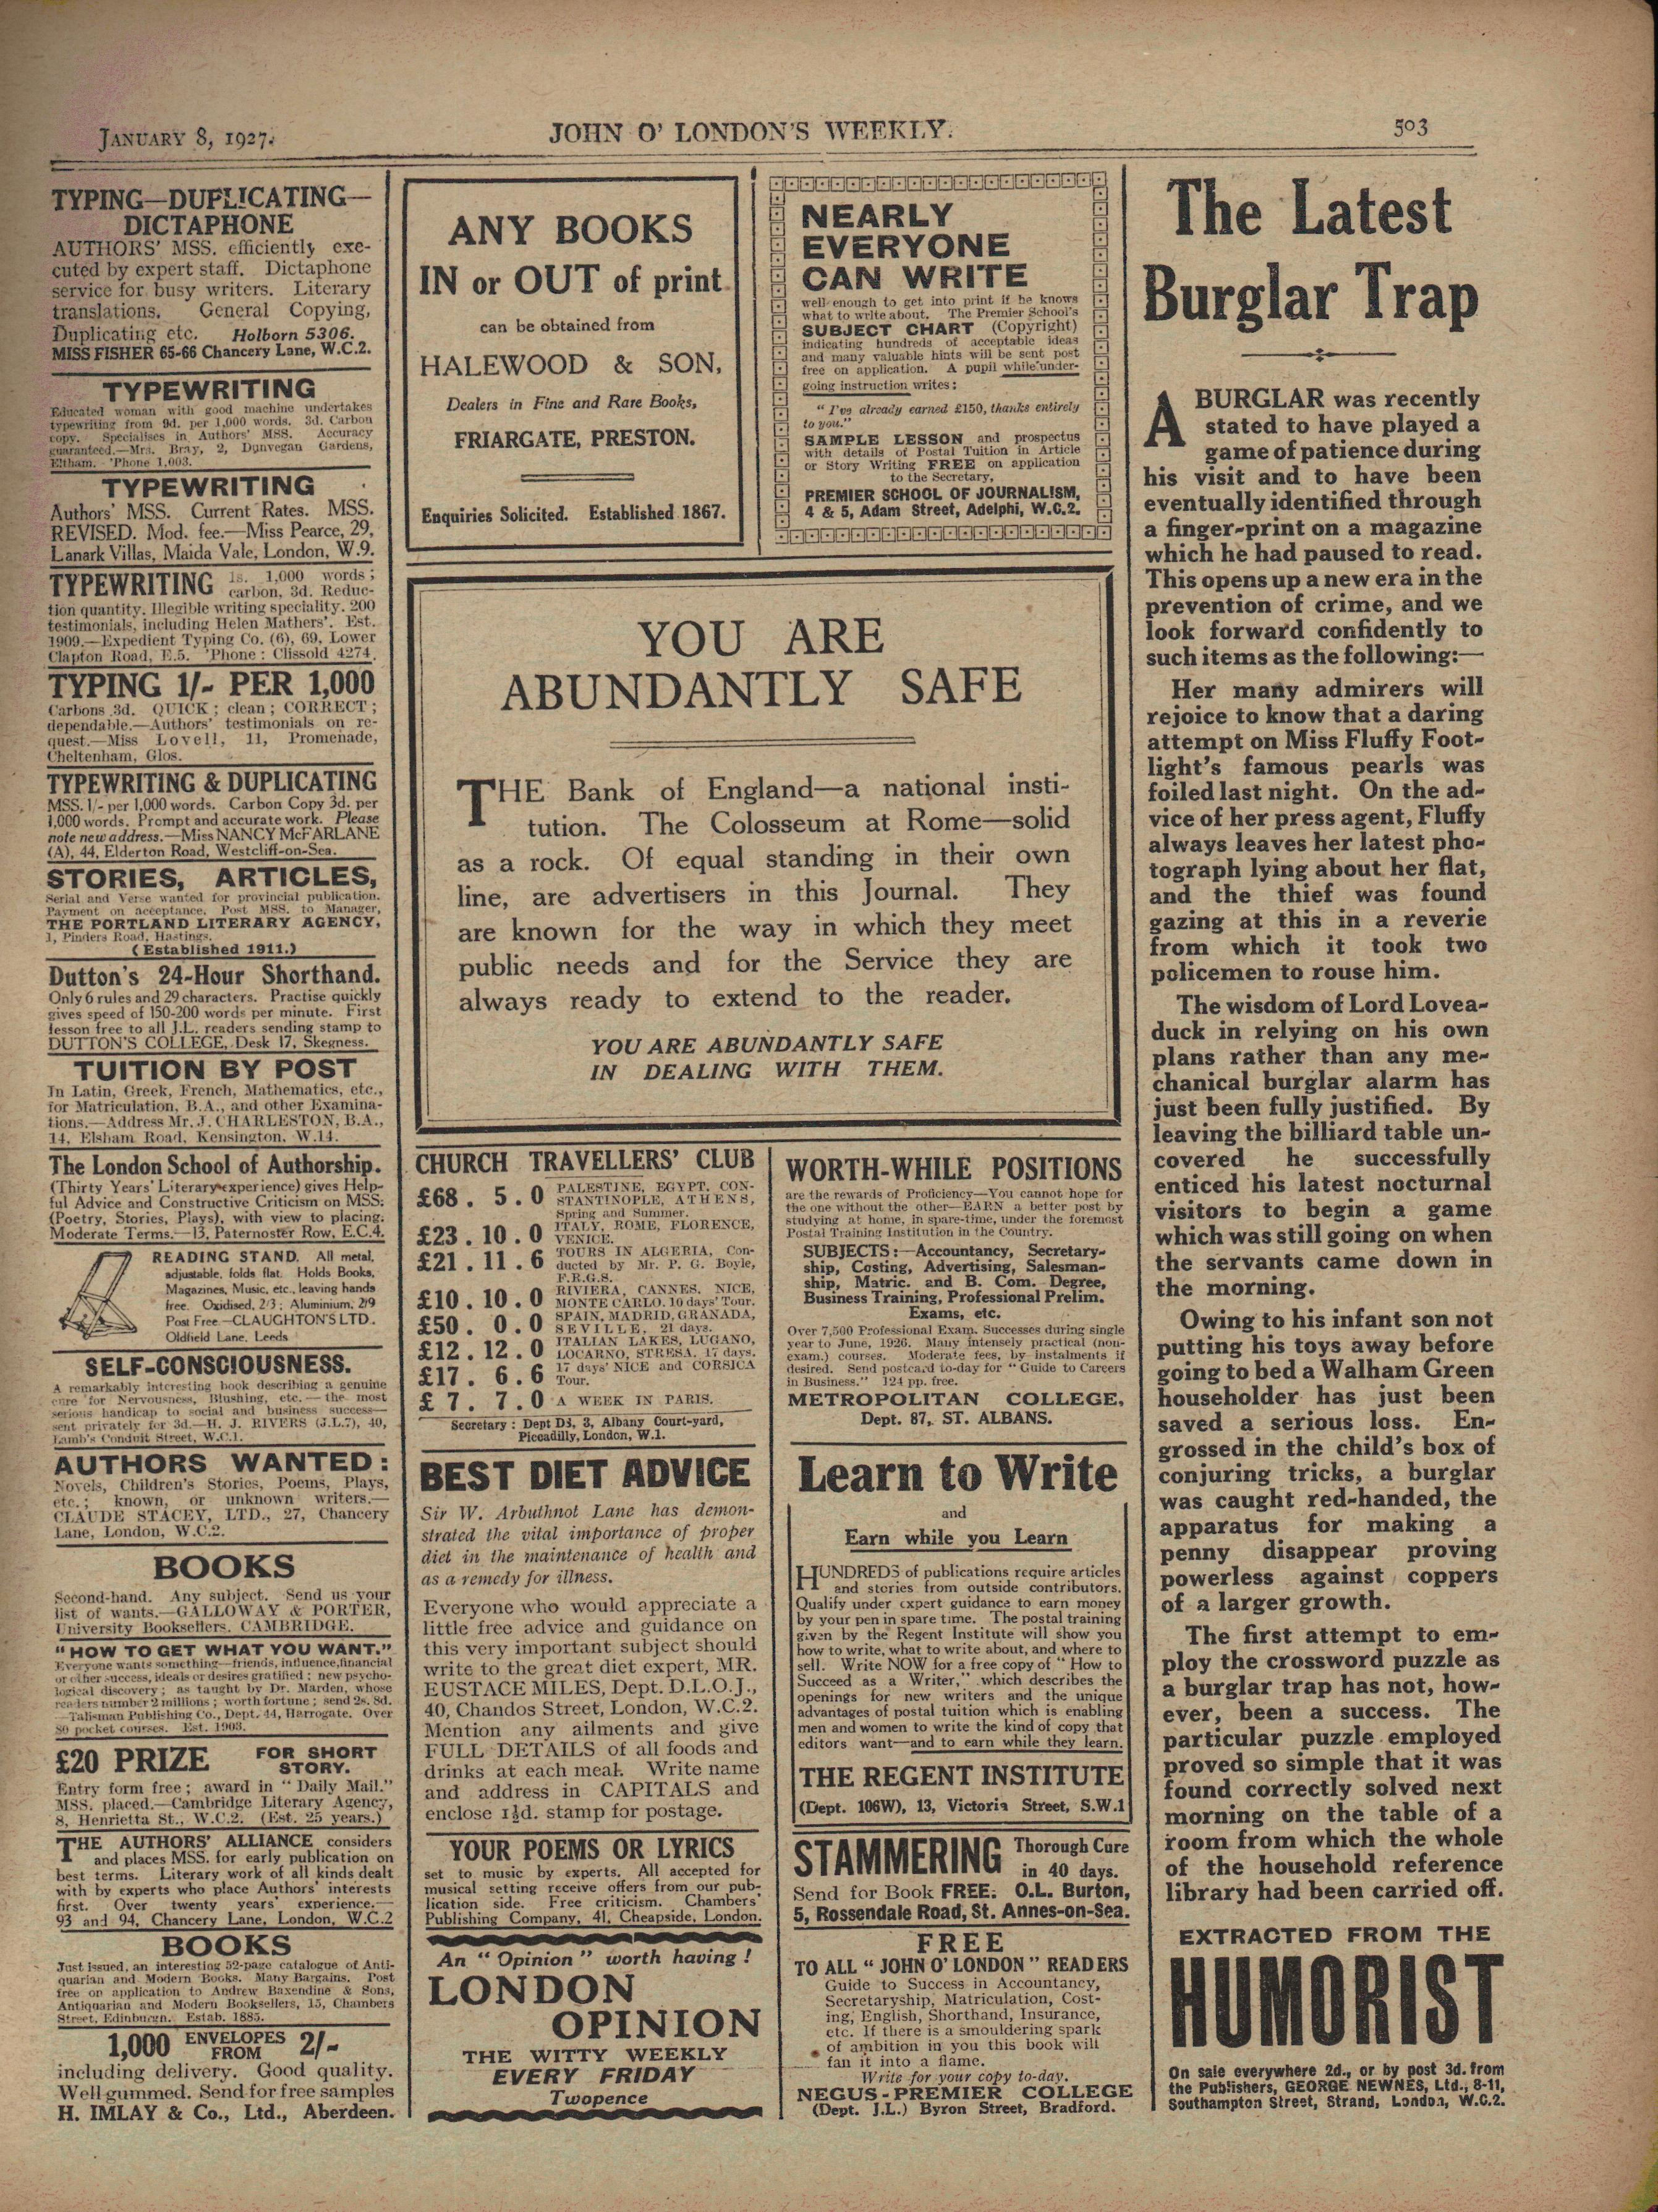 JANUARY 8, 1927.
JOHN O' LONDON'S WEEKLY.
503
TYPING—DUPLICATING—
DICTAPHONE
AUTHORS' MSS. efficiently exe-
cuted by expert staff. Dictaphone
service for busy writers. Literary
translations. General Copying,
Duplicating etc. Holborn 5306.
MISS FISHER 65-66 Chancery Lane, W.C.2.
TYPEWRITING
Educated woman with good machine undertakes
typewriting from 9d. per 1,000 words. 3d. Carbon
copy. Specialises in Authors' MSS. Accuracy
guaranteed.—Mrs. Bray, 2, Dunvegan Gardens,
Eltham. 'Phone 1,003.
TYPEWRITING
Authors' MSS. Current Rates. MSS.
REVISED. Mod. fee.—Miss Pearce, 29,
Lanark Villas, Maida Vale, London, W.9.
TYPEWRITING 1s. 1,000 words;
carbon, 3d. Reduc-
tion quantity. Illegible writing speciality. 200
testimonials, including Helen Mathers'. Est.
1909.—Expedient Typing Co. (6), 69, Lower
Clapton Road, E.5. 'Phone: Clissold 4274.
TYPING 1/- PER 1,000
Carbons 3d. QUICK; clean; CORRECT;
dependable.—Authors' testimonials on re-
quest.—Miss Lovell, 11, Promenade,
Cheltenham, Glos.
TYPEWRITING & DUPLICATING
MSS. 1/- per 1,000 words. Carbon Copy 3d. per
1,000 words. Prompt and accurate work. Please
note new address.—Miss NANCY McFARLANE
(A), 44, Elderton Road, Westcliff-on-Sea.
STORIES, ARTICLES,
Serial and Verse wanted for provincial publication.
Payment on acceptance. Post MSS. to Manager,
THE PORTLAND LITERARY AGENCY,
1, Pinders Road, Hastings.
(Established 1911.)
Dutton's 24-Hour Shorthand.
Only 6 rules and 29 characters. Practise quickly
gives speed of 150-200 words per minute. First
lesson free to all J.L. readers sending stamp to
DUTTON'S COLLEGE, Desk 17, Skegness.
TUITION BY POST
In Latin, Greek, French, Mathematics, etc.,
for Matriculation, B.A., and other Examina-
tions.—Address Mr. J. CHARLESTON, B.A.,
14, Elsham Road, Kensington, W.14.
The London School of Authorship.
(Thirty Years' Literary experience) gives Help-
ful Advice and Constructive Criticism on MSS.
(Poetry, Stories, Plays), with view to placing.
Moderate Terms.—13, Paternoster Row, E.C.4.
READING STAND. All metal,
adjustable, folds flat. Holds Books,
Magazines, Music, etc., leaving hands
free. Oxidised, 2/3; Aluminium, 2/9
Post Free.—CLAUGHTON'S LTD.
Oldfield Lane, Leeds
SELF-CONSCIOUSNESS.
A remarkably interesting book describing a genuine
cure for Nervousness, Blushing, etc.—the most
serious handicap to social and business success—
sent privately for 3d.—H. J. RIVERS (J.L.7), 40,
Lamb's Conduit Street, W.C.1.
AUTHORS WANTED:
Novels, Children's Stories, Poems, Plays,
etc.; known, or unknown writers.—
CLAUDE STACEY, LTD., 27, Chancery
Lane, London, W.C.2.
BOOKS
Second-hand. Any subject. Send us your
list of wants.—GALLOWAY & PORTER,
University Booksellers, CAMBRIDGE.
"HOW TO GET WHAT YOU WANT."
Everyone wants something—friends, influence, financial
or other success, ideals or desires gratified; new psycho-
logical discovery; as taught by Dr. Marden, whose
readers number 2 millions; worth fortune; send 2s. 8d.
—Talisman Publishing Co., Dept. 44, Harrogate. Over
80 pocket courses. Est. 1903.
£20 PRIZE FOR SHORT
STORY.
Entry form free; award in "Daily Mail."
MSS. placed.—Cambridge Literary Agency,
8, Henrietta St., W.C.2. (Est. 25 years.)
THE AUTHORS' ALLIANCE considers
and places MSS. for early publication on
best terms. Literary work of all kinds dealt
with by experts who place Authors' interests
first. Over twenty years' experience.—
93 and 94, Chancery Lane, London, W.C.2
BOOKS
Just issued, an interesting 52-page catalogue of Anti-
quarian and Modern Books. Many Bargains. Post
free on application to Andrew Baxendine & Sons,
Antiquarian and Modern Booksellers, 15, Chambers
Street, Edinburgh. Estab. 1885.
1,000 ENVELOPES
FROM 2/-
including delivery. Good quality.
Well gummed. Send for free samples
H. IMLAY & Co., Ltd., Aberdeen.
ANY BOOKS
IN or OUT of print
can be obtained from
HALEWOOD & SON,
Dealers in Fine and Rare Books,
FRIARGATE, PRESTON.
Enquiries Solicited. Established 1867.
NEARLY
EVERYONE
CAN WRITE
well enough to get into print if he knows
what to write about. The Premier School's
SUBJECT CHART (Copyright)
indicating hundreds of acceptable ideas
and many valuable hints will be sent post
free on application. A pupil while under-
going instruction writes:
"I've already earned £150, thanks entirely
to you."
SAMPLE LESSON and prospectus
with details of Postal Tuition in Article
or Story Writing FREE on application
to the Secretary,
PREMIER SCHOOL OF JOURNALISM,
4 & 5, Adam Street, Adelphi, W.C.2.
YOU ARE
ABUNDANTLY SAFE
THE Bank of England—a national insti-
tution. The Colosseum at Rome—solid
as a rock. Of equal standing in their own
line, are advertisers in this Journal. They
are known for the way in which they meet
public needs and for the Service they are
always ready to extend to the reader.
YOU ARE ABUNDANTLY SAFE
IN DEALING WITH THEM.
CHURCH TRAVELLERS' CLUB
£68. 5.0 PALESTINE, EGYPT, CON-
STANTINOPLE, ATHENS,
Spring and Summer.
£23.10.0 ITALY, ROME, FLORENCE,
VENICE.
£21.11.6 TOURS IN ALGERIA, Con-
ducted by Mr. P. G. Boyle,
F.R.G.S.
£10.10.0 RIVIERA, CANNES, NICE,
MONTE CARLO. 10 days' Tour.
£50. 0.0 SPAIN, MADRID, GRANADA,
SEVILLE, 21 days.
£12.12.0 ITALIAN LAKES, LUGANO,
LOCARNO, STRESA. 17 days.
£17. 6.6 17 days' NICE and CORSICA
Tour.
£ 7. 7.0 A WEEK IN PARIS.
Secretary: Dept D3, 3, Albany Court-yard,
Piccadilly, London, W.1.
BEST DIET ADVICE
Sir W. Arbuthnot Lane has demon-
strated the vital importance of proper
diet in the maintenance of health and
as a remedy for illness.
Everyone who would appreciate a
little free advice and guidance on
this very important subject should
write to the great diet expert, MR.
EUSTACE MILES, Dept. D.L.O.J.,
40, Chandos Street, London, W.C.2.
Mention any ailments and give
FULL DETAILS of all foods and
drinks at each meal. Write name
and address in CAPITALS and
enclose 1½d. stamp for postage.
YOUR POEMS OR LYRICS
set to music by experts. All accepted for
musical setting receive offers from our pub-
lication side. Free criticism. Chambers'
Publishing Company, 41, Cheapside, London.
An "Opinion" worth having!
LONDON
OPINION
THE WITTY WEEKLY
EVERY FRIDAY
Twopence
WORTH-WHILE POSITIONS
are the rewards of Proficiency—You cannot hope for
the one without the other—EARN a better post by
studying at home, in spare-time, under the foremost
Postal Training Institution in the Country.
SUBJECTS:—Accountancy, Secretary-
ship, Costing, Advertising, Salesman-
ship, Matric. and B. Com. Degree,
Business Training, Professional Prelim.
Exams, etc.
Over 7,500 Professional Exam. Successes during single
year to June, 1926. Many intensely practical (non-
exam.) courses. Moderate fees, by instalments if
desired. Send postcard to-day for "Guide to Careers
in Business." 124 pp. free.
METROPOLITAN COLLEGE,
Dept. 87, ST. ALBANS.
Learn to Write
and
Earn while you Learn
HUNDREDS of publications require articles
and stories from outside contributors.
Qualify under expert guidance to earn money
by your pen in spare time. The postal training
given by the Regent Institute will show you
how to write, what to write about, and where to
sell. Write NOW for a free copy of "How to
Succeed as a Writer," which describes the
openings for new writers and the unique
advantages of postal tuition which is enabling
men and women to write the kind of copy that
editors want—and to earn while they learn.
THE REGENT INSTITUTE
(Dept. 106W), 13, Victoria Street, S.W.1
STAMMERING Thorough Cure
in 40 days.
Send for Book FREE. O.L. Burton,
5, Rossendale Road, St. Annes-on-Sea.
FREE
TO ALL "JOHN O' LONDON" READERS
Guide to Success in Accountancy,
Secretaryship, Matriculation, Cost-
ing, English, Shorthand, Insurance,
etc. If there is a smouldering spark
of ambition in you this book will
fan it into a flame.
Write for your copy to-day.
NEGUS-PREMIER COLLEGE
(Dept. J.L.) Byron Street, Bradford.
The Latest
Burglar Trap
A BURGLAR was recently
stated to have played a
game of patience during
his visit and to have been
eventually identified through
a finger-print on a magazine
which he had paused to read.
This opens up a new era in the
prevention of crime, and we
look forward confidently to
such items as the following:—
Her many admirers will
rejoice to know that a daring
attempt on Miss Fluffy Foot-
light's famous pearls was
foiled last night. On the ad-
vice of her press agent, Fluffy
always leaves her latest pho-
tograph lying about her flat,
and the thief was found
gazing at this in a reverie
from which it took two
policemen to rouse him.
The wisdom of Lord Lovea-
duck in relying on his own
plans rather than any me-
chanical burglar alarm has
just been fully justified. By
leaving the billiard table un-
covered he successfully
enticed his latest nocturnal
visitors to begin a game
which was still going on when
the servants came down in
the morning.
Owing to his infant son not
putting his toys away before
going to bed a Walham Green
householder has just been
saved a serious loss. En-
grossed in the child's box of
conjuring tricks, a burglar
was caught red-handed, the
apparatus for making a
penny disappear proving
powerless against coppers
of a larger growth.
The first attempt to em-
ploy the crossword puzzle as
a burglar trap has not, how-
ever, been a success. The
particular puzzle employed
proved so simple that it was
found correctly solved next
morning on the table of a
room from which the whole
of the household reference
library had been carried off.
EXTRACTED FROM THE
HUMORIST
On sale everywhere 2d., or by post 3d. from
the Publishers, GEORGE NEWNES, Ltd., 8-11,
Southampton Street, Strand, London, W.C.2.